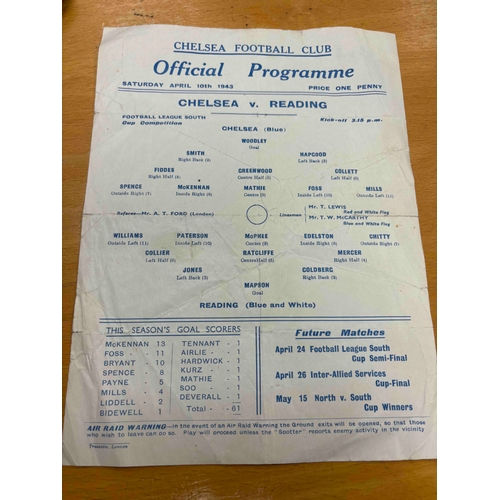 CHELSEA FOOTBALL CLUB
Official Programme
SATURDAY APRIL 10th 1943 PRICE ONE PENNY
CHELSEA v. READING
FOOTBALL LEAGUE SOUTH
Cup Competition
Kick-off 3.15 p.m.
CHELSEA (Blue)
WOODLEY
Goal
SMITH HAPGOOD
Right Back (2) Left Back (3)
FIDDES GREENWOOD COLLETT
Right Half (4) Centre Half (5) Left Half (6)
SPENCE McKENNAN MATHIE FOSS MILLS
Outside Right (7) Inside Right (8) Centre (9) Inside Left (10) Outside Left (11)
Referee- Mr. A. T. FORD (London)
Linesmen
Mr. T. LEWIS
Red and White Flag
Mr. T. W. McCARTHY
Blue and White Flag
WILLIAMS PATERSON McPHEE EDELSTON CHITTY
Outside Left (11) Inside Left (10) Centre (9) Inside Right (8) Outside Right (7)
COLLIER RATCLIFFE MERCER
Left Half (6) Centre Half (5) Right Half (4)
JONES GOLDBERG
Left Back (3) Right Back (2)
MAPSON
Goal
READING (Blue and White)
THIS SEASON'S GOAL SCORERS
McKENNAN 13
FOSS - 11
BRYANT - 10
SPENCE - 8
PAYNE - 5
MILLS - 4
LIDDELL - 2
BIDEWELL - 1
TENNANT - 1
AIRLIE - 1
HARDWICK - 1
KURZ - 1
MATHIE - 1
SOO - 1
DEVERALL - 1
Total - 61
Future Matches
April 24 Football League South
Cup Semi-Final
April 26 Inter-Allied Services
Cup-Final
May 15 North v. South
Cup Winners
AIR RAID WARNING—in the event of an Air Raid Warning the Ground exits will be opened, so that those
who wish to leave can do so. Play will proceed unless the "Spotter" reports enemy activity in the vicinity
London